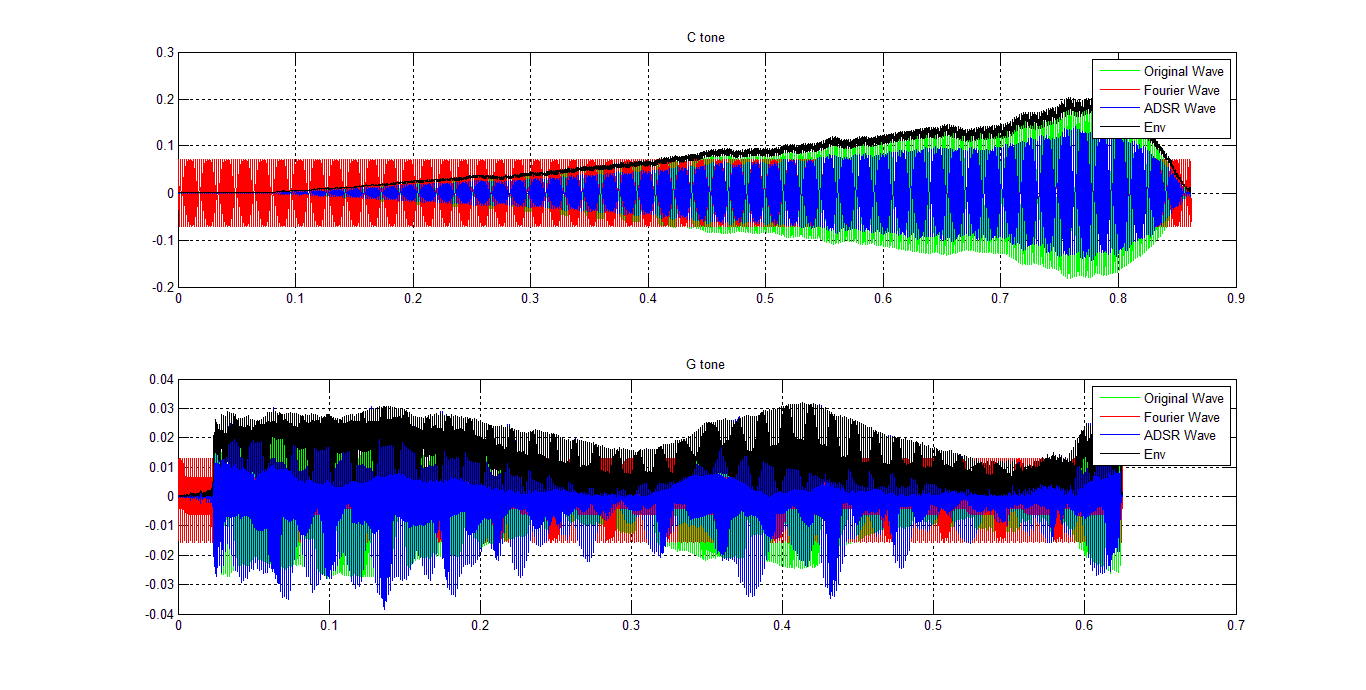 C tone
0.3
0.2
0.1
0
-0.1
-0.2
0 0.1 0.2 0.3 0.4 0.5 0.6 0.7 0.8 0.9
Original Wave
Fourier Wave
ADSR Wave
Env
G tone
0.04
0.03
0.02
0.01
0
-0.01
-0.02
-0.03
-0.04
0 0.1 0.2 0.3 0.4 0.5 0.6 0.7
Original Wave
Fourier Wave
ADSR Wave
Env